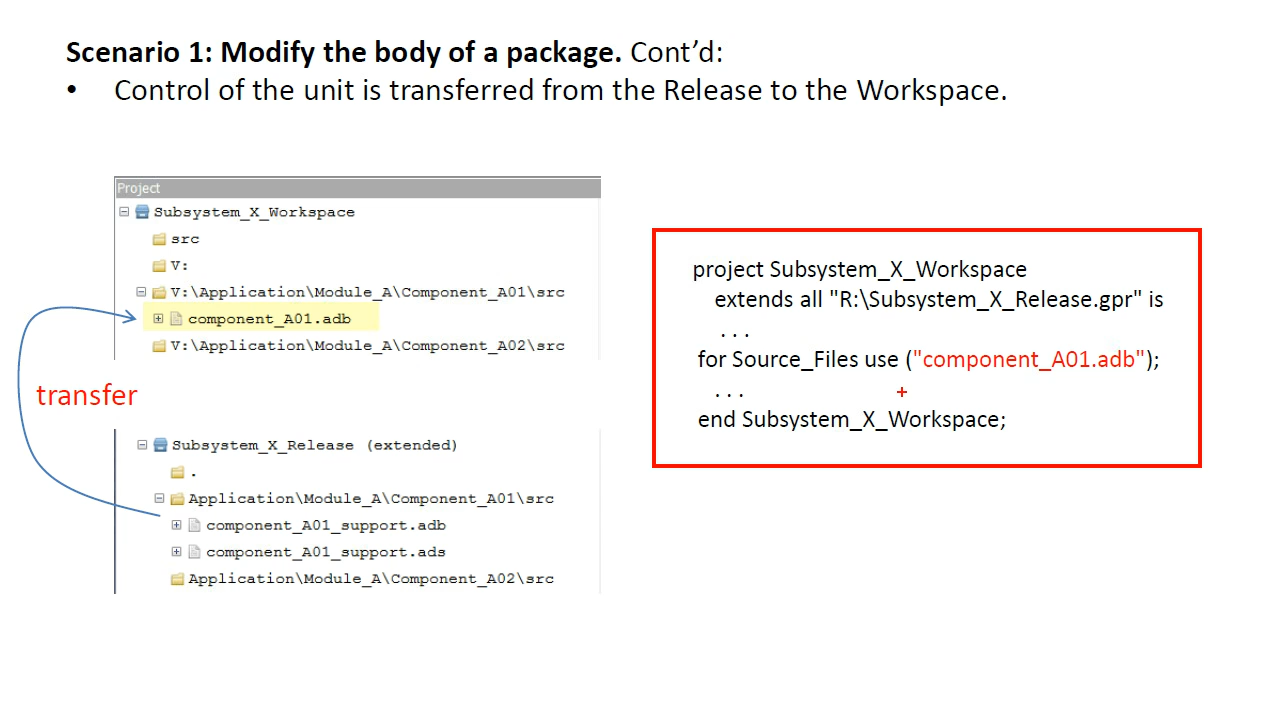 Scenario 1: Modify the body of a package. Cont’d:
• Control of the unit is transferred from the Release to the Workspace.
Project
Subsystem_X_Workspace
src
V:
V:\Application\Module_A\Component_A01\src
component_A01.adb
V:\Application\Module_A\Component_A02\src
transfer
Subsystem_X_Release (extended)
.
Application\Module_A\Component_A01\src
component_A01_support.adb
component_A01_support.ads
Application\Module_A\Component_A02\src
project Subsystem_X_Workspace
extends all "R:\Subsystem_X_Release.gpr" is
. . .
for Source_Files use ("component_A01.adb");
. . .
+
end Subsystem_X_Workspace;